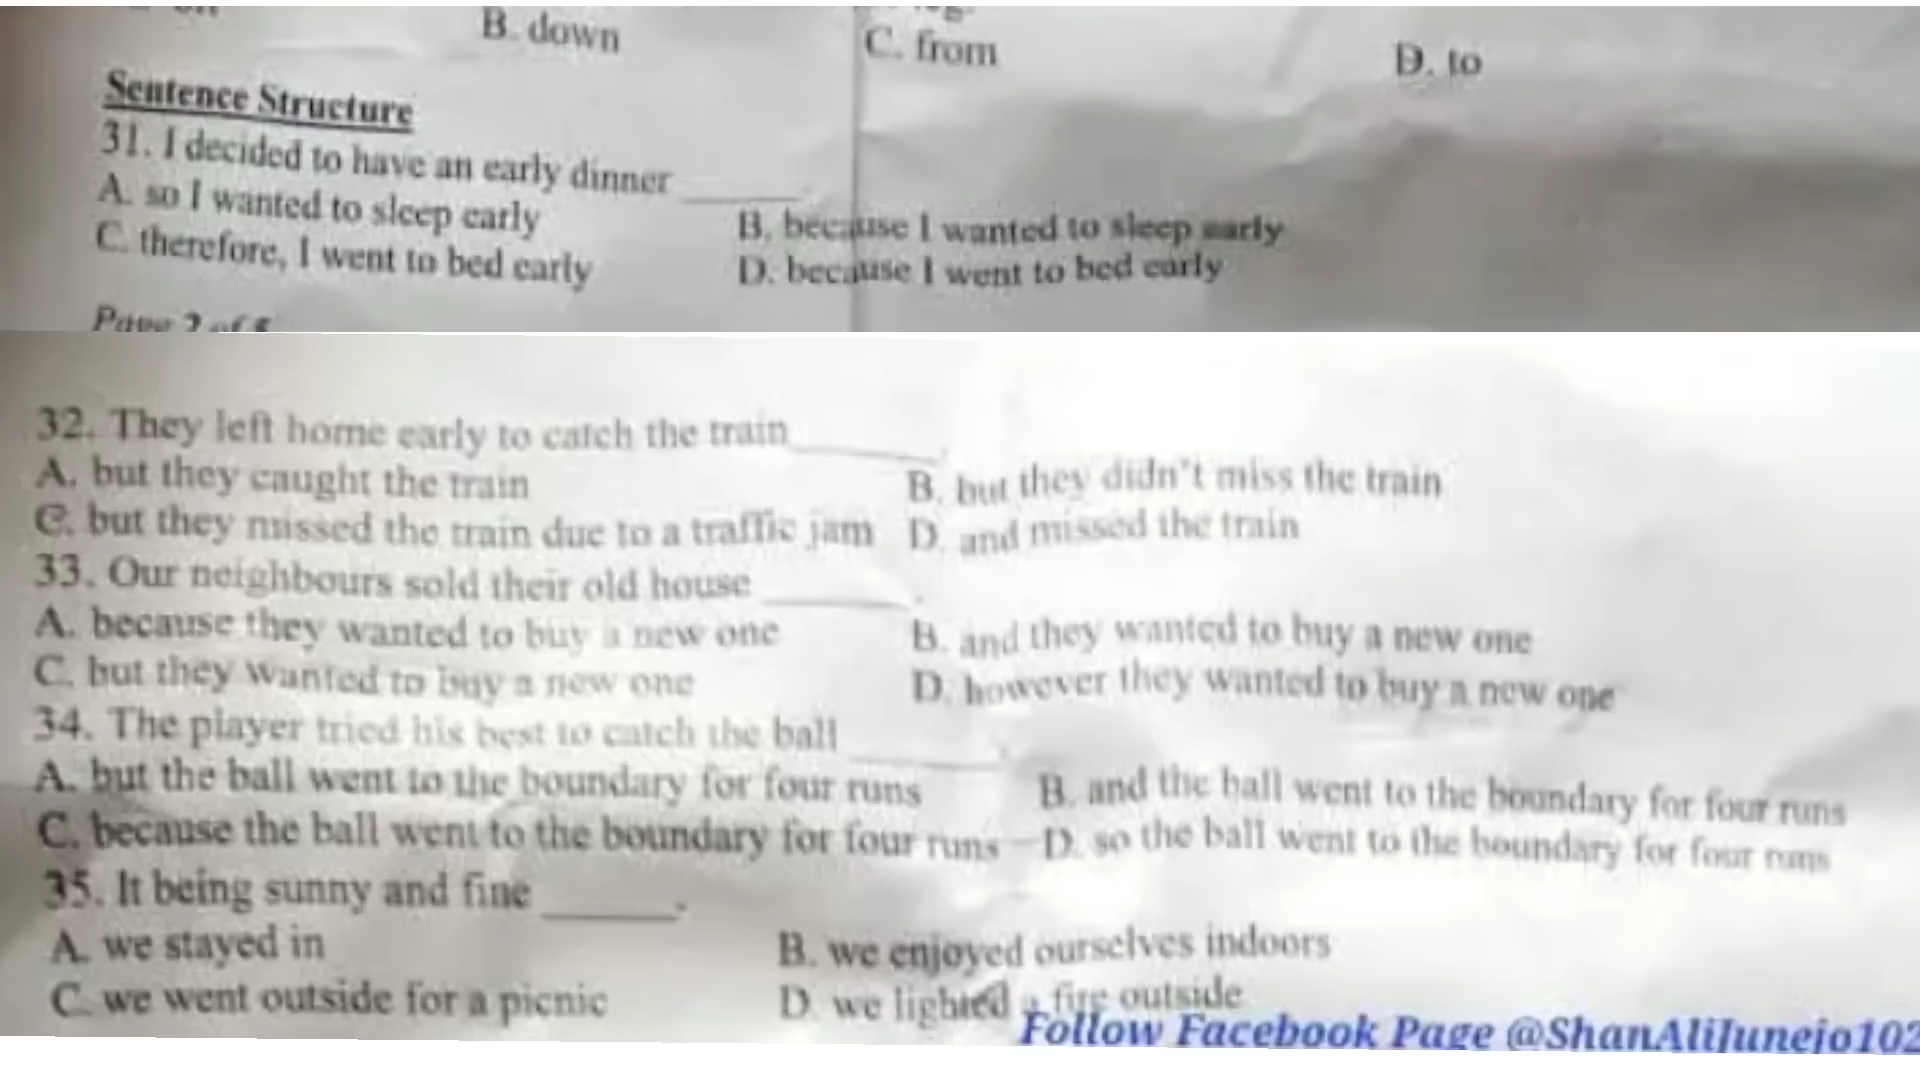 B. down C. from D. to
Sentence Structure
31. I decided to have an early dinner ______.
A. so I wanted to sleep early B. because I wanted to sleep early
C. therefore, I went to bed early D. because I went to bed early
Page 2 of 5
32. They left home early to catch the train______.
A. but they caught the train B. but they didn't miss the train
C. but they missed the train due to a traffic jam D. and missed the train
33. Our neighbours sold their old house ______.
A. because they wanted to buy a new one B. and they wanted to buy a new one
C. but they wanted to buy a new one D. however they wanted to buy a new one
34. The player tried his best to catch the ball ______.
A. but the ball went to the boundary for four runs B. and the ball went to the boundary for four runs
C. because the ball went to the boundary for four runs D. so the ball went to the boundary for four runs
35. It being sunny and fine ______.
A. we stayed in B. we enjoyed ourselves indoors
C. we went outside for a picnic D. we lighted a fire outside
Follow Facebook Page @ShanAliJunejo102